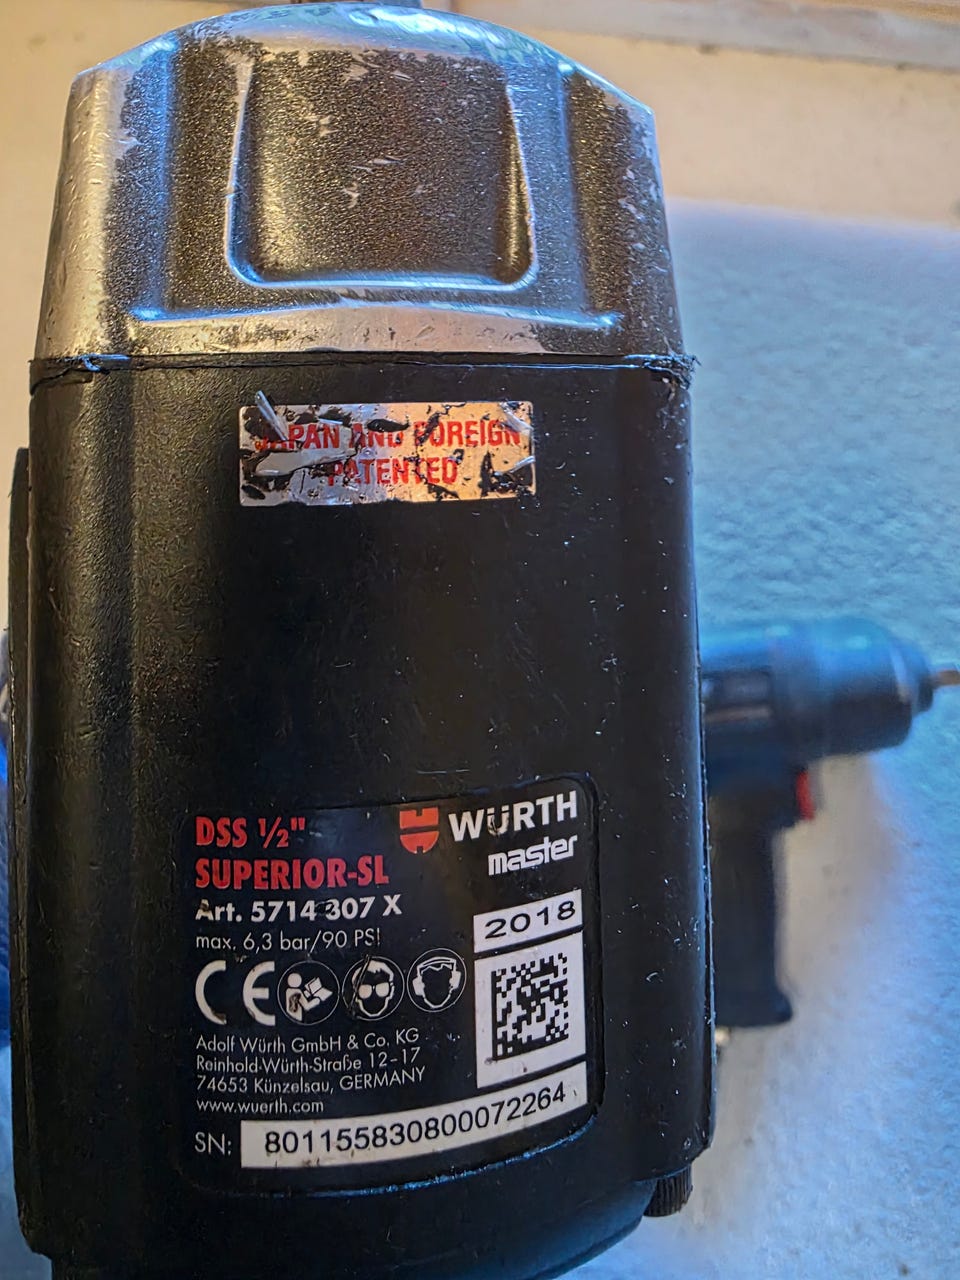 JAPAN AND FOREIGN
PATENTED
DSS ½"
SUPERIOR-SL
Art. 5714 307 X
max. 6,3 bar/90 PSI
WÜRTH
master
2018
CE
Adolf Würth GmbH & Co. KG
Reinhold-Würth-Straße 12-17
74653 Künzelsau, GERMANY
www.wuerth.com
SN: 801155830800072264